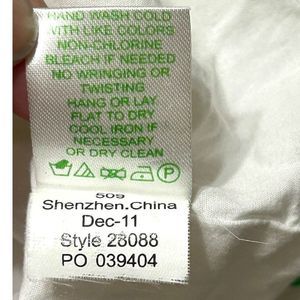 HAND WASH COLD
WITH LIKE COLORS
NON-CHLORINE
BLEACH IF NEEDED
NO WRINGING OR
TWISTING
HANG OR LAY
FLAT TO DRY
COOL IRON IF
NECESSARY
OR DRY CLEAN
P
509
Shenzhen.China
Dec-11
Style 28088
PO 039404